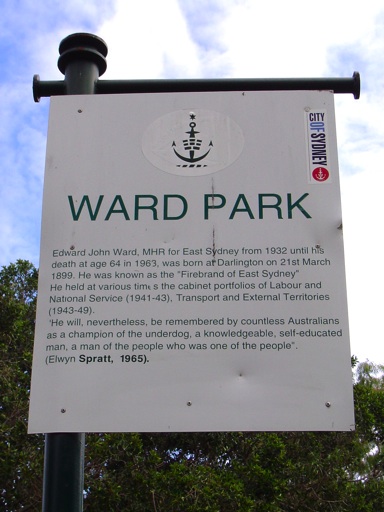 CITY
OF SYDNEY
WARD PARK
Edward John Ward, MHR for East Sydney from 1932 until his
death at age 64 in 1963, was born at Darlington on 21st March
1899. He was known as the "Firebrand of East Sydney"
He held at various times the cabinet portfolios of Labour and
National Service (1941-43), Transport and External Territories
(1943-49).
'He will, nevertheless, be remembered by countless Australians
as a champion of the underdog, a knowledgeable, self-educated
man, a man of the people who was one of the people".
(Elwyn Spratt, 1965).